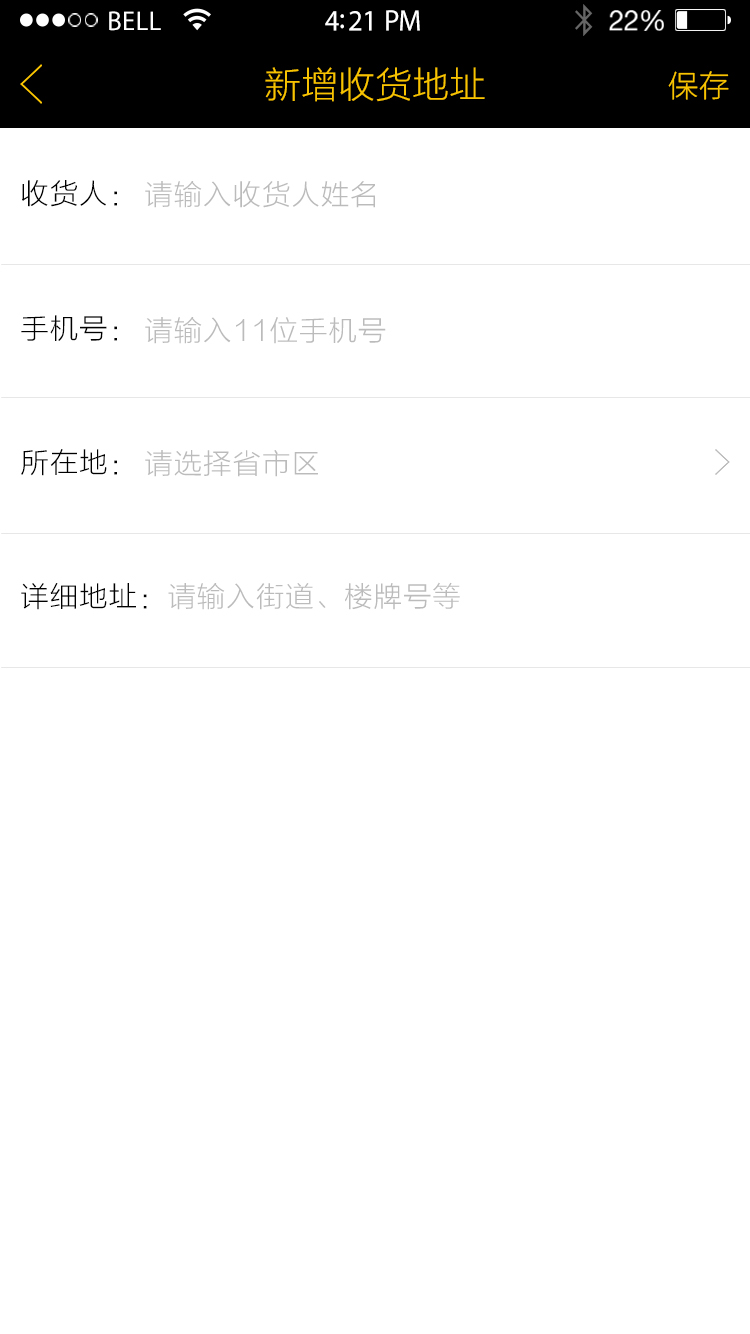 BELL 4:21 PM 22%
新增收货地址 保存
收货人： 请输入收货人姓名
手机号： 请输入11位手机号
所在地： 请选择省市区
详细地址： 请输入街道、楼牌号等